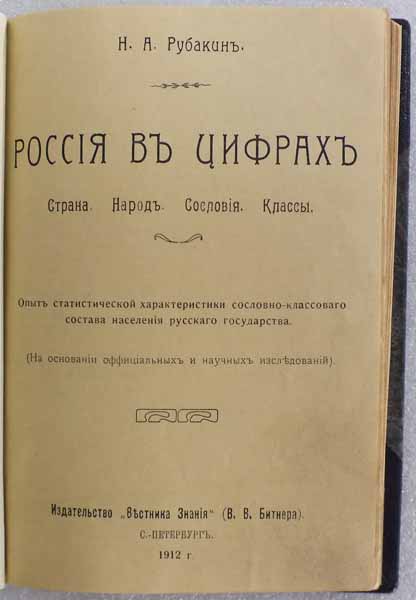 Н. А. Рубакинъ.
РОССІЯ ВЪ ЦИФРАХЪ
Страна. Народъ. Сословія. Классы.
Опытъ статистической характеристики сословно-классоваго
состава населенія русскаго государства.
(На основаніи оффиціальныхъ и научныхъ изслѣдованій).
Издательство „Вѣстника Знанія" (В. В. Битнера).
С.-ПЕТЕРБУРГЪ.
1912 г.